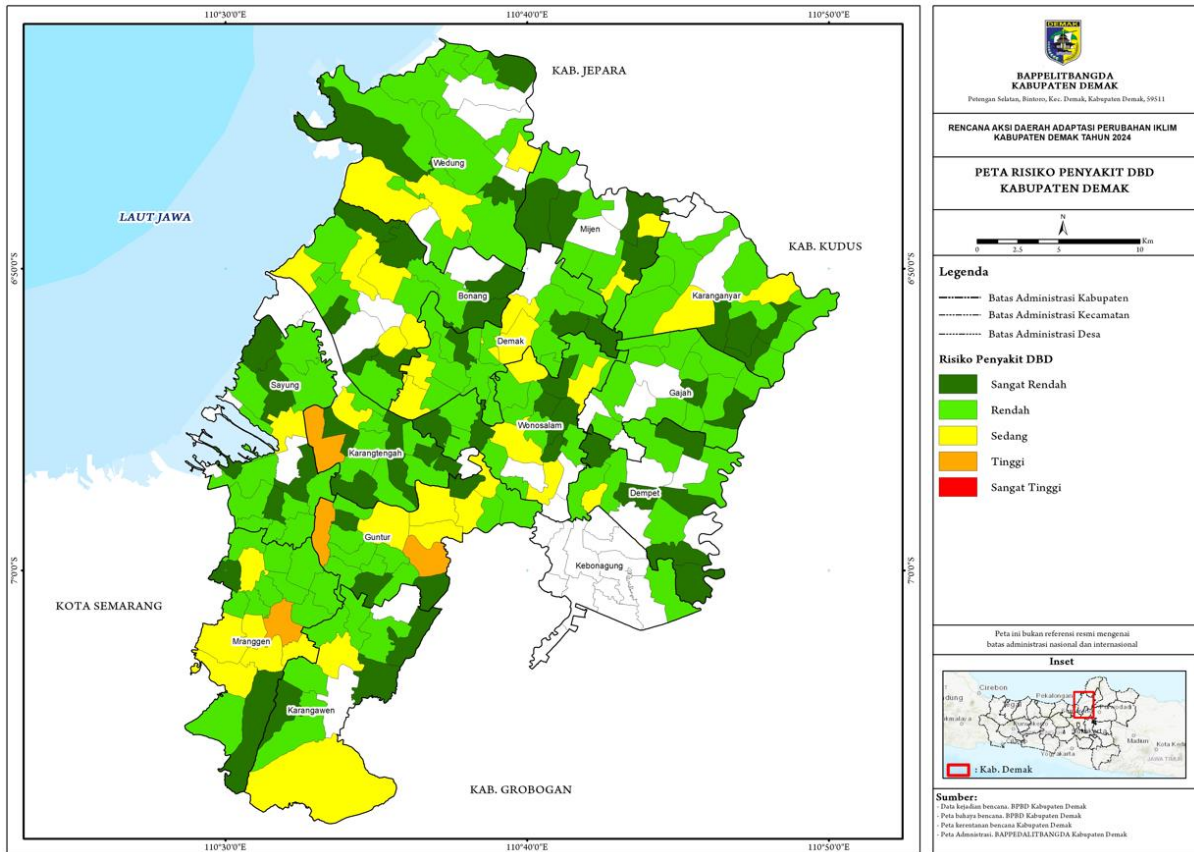 110°30'0"E
110°40'0"E
110°50'0"E
KAB. JEPARA
Wedung
LAUT JAWA
Mijen
KAB. KUDUS
6°50'0"S
6°50'0"S
Bonang
Karanganyar
Demak
Sayung
Gajah
Wonosalam
Karangtengah
Dempet
Guntur
Kebonagung
7°0'0"S
7°0'0"S
KOTA SEMARANG
Mranggen
Karangawen
KAB. GROBOGAN
110°30'0"E
110°40'0"E
110°50'0"E
DEMAK
BAPPELITBANGDA
KABUPATEN DEMAK
Petengan Selatan, Bintoro, Kec. Demak, Kabupaten Demak, 59511
RENCANA AKSI DAERAH ADAPTASI PERUBAHAN IKLIM
KABUPATEN DEMAK TAHUN 2024
PETA RISIKO PENYAKIT DBD
KABUPATEN DEMAK
N
0 2.5 5 10 Km
Legenda
Batas Administrasi Kabupaten
Batas Administrasi Kecamatan
Batas Administrasi Desa
Risiko Penyakit DBD
Sangat Rendah
Rendah
Sedang
Tinggi
Sangat Tinggi
Peta ini bukan referensi resmi mengenai
batas administrasi nasional dan internasional
Inset
Cirebon
Pekalongan
Yogyakarta
Madiun
: Kab. Demak
Sumber:
- Data kejadian bencana. BPBD Kabupaten Demak
- Peta bahaya bencana. BPBD Kabupaten Demak
- Peta kerentanan bencana Kabupaten Demak
- Peta Admnistrasi. BAPPEDALITBANGDA Kabupaten Demak